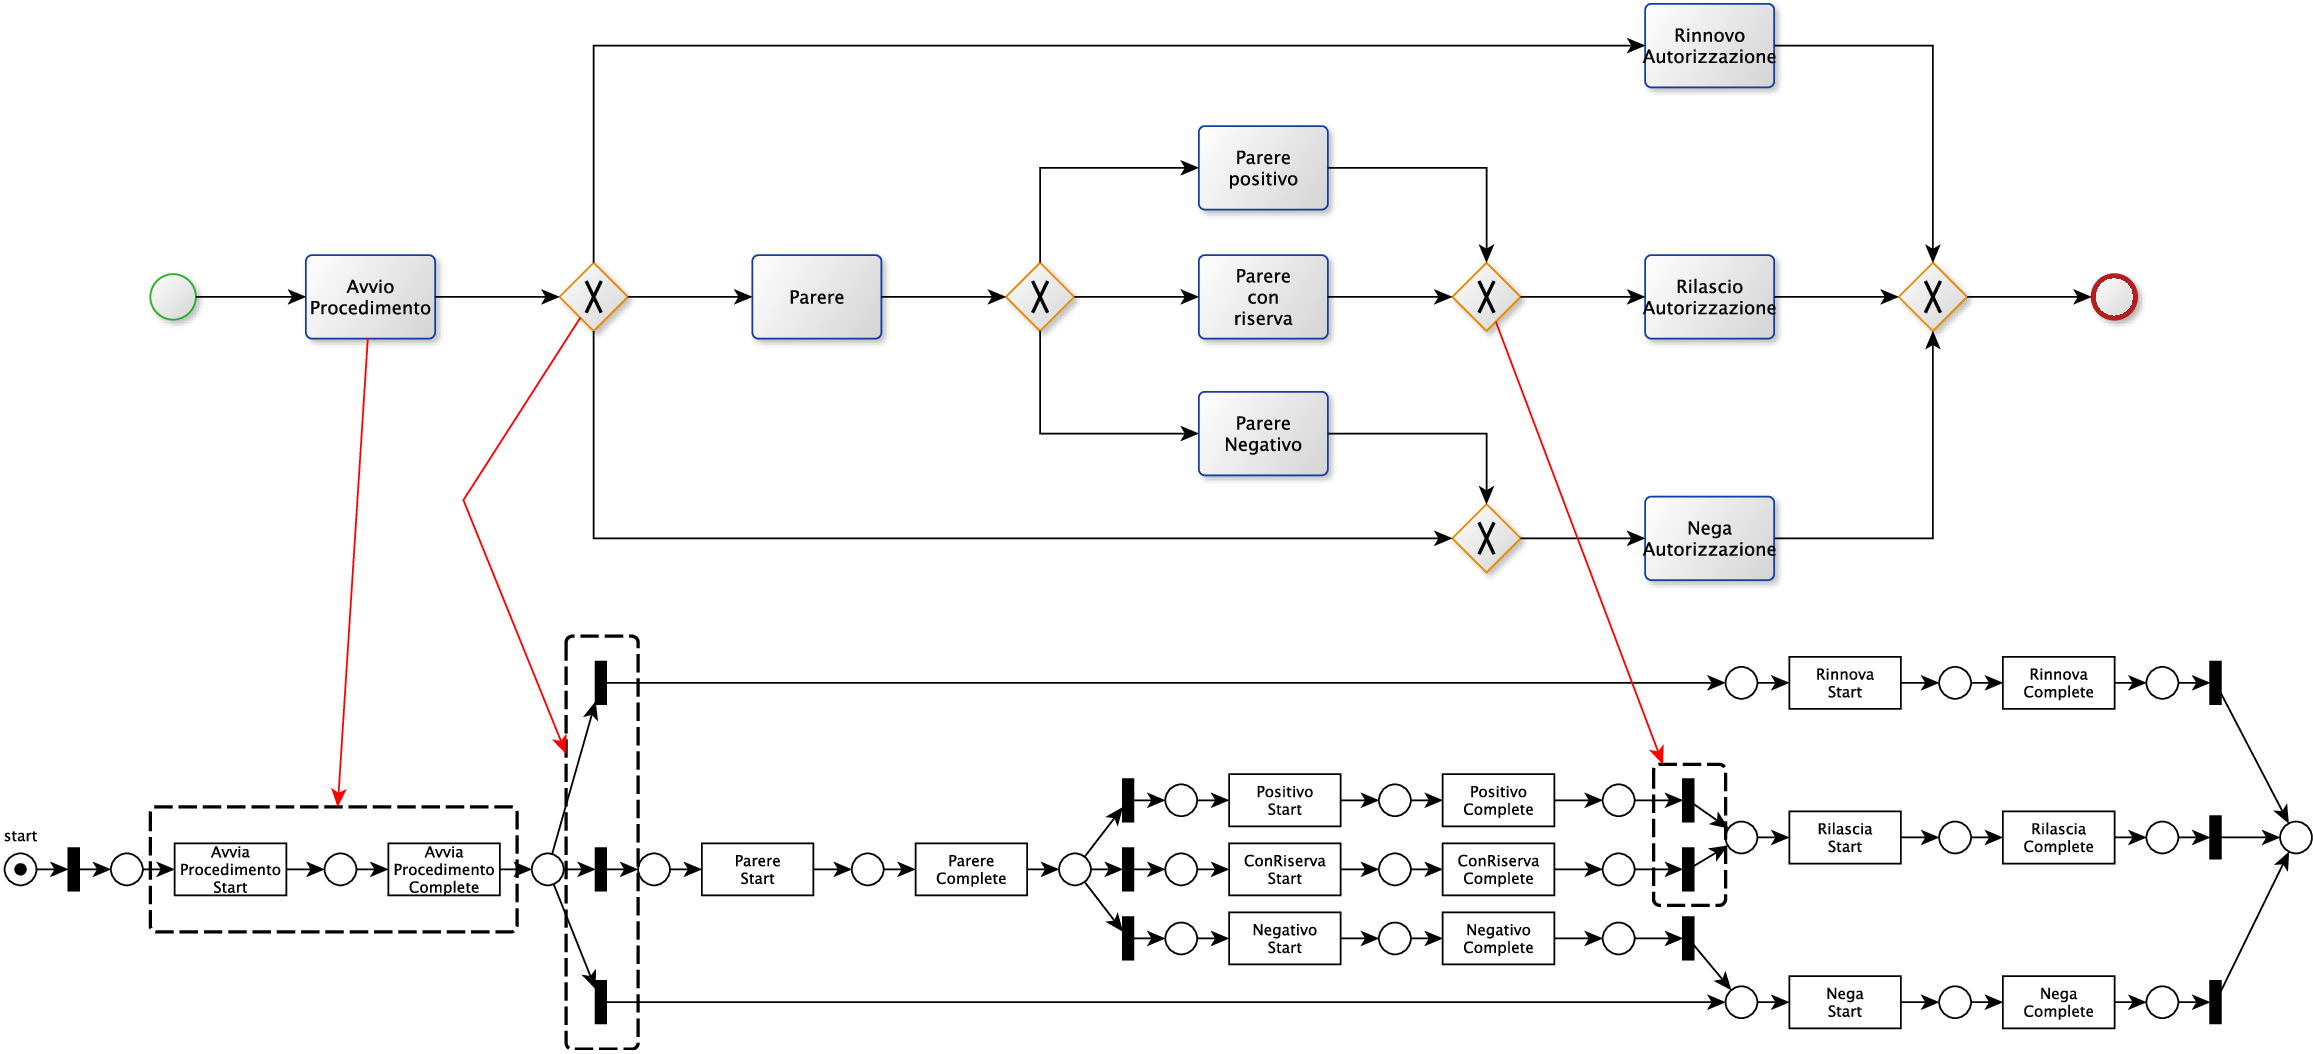 Rinnovo
Autorizzazione
Parere
positivo
Avvio
Procedimento
X
Parere
X
Parere
con
riserva
X
Rilascio
Autorizzazione
X
Parere
Negativo
X
Nega
Autorizzazione
Rinnova
Start
Rinnova
Complete
Positivo
Start
Positivo
Complete
start
Avvia
Procedimento
Start
Avvia
Procedimento
Complete
Parere
Start
Parere
Complete
ConRiserva
Start
ConRiserva
Complete
Rilascia
Start
Rilascia
Complete
Negativo
Start
Negativo
Complete
Nega
Start
Nega
Complete